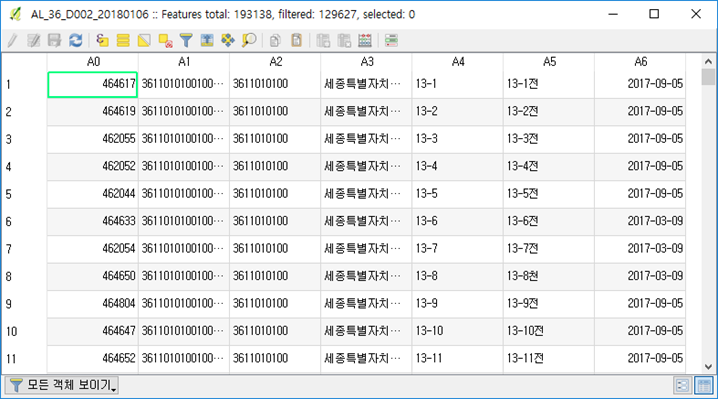 AL_36_D002_20180106 :: Features total: 193138, filtered: 129627, selected: 0
A0 A1 A2 A3 A4 A5 A6
1 464617 3611010100100··· 3611010100 세종특별자치··· 13-1 13-1전 2017-09-05
2 464619 3611010100100··· 3611010100 세종특별자치··· 13-2 13-2전 2017-09-05
3 462055 3611010100100··· 3611010100 세종특별자치··· 13-3 13-3전 2017-09-05
4 462052 3611010100100··· 3611010100 세종특별자치··· 13-4 13-4전 2017-09-05
5 462044 3611010100100··· 3611010100 세종특별자치··· 13-5 13-5전 2017-09-05
6 464633 3611010100100··· 3611010100 세종특별자치··· 13-6 13-6전 2017-03-09
7 462054 3611010100100··· 3611010100 세종특별자치··· 13-7 13-7전 2017-03-09
8 464650 3611010100100··· 3611010100 세종특별자치··· 13-8 13-8천 2017-03-09
9 464804 3611010100100··· 3611010100 세종특별자치··· 13-9 13-9전 2017-09-05
10 464647 3611010100100··· 3611010100 세종특별자치··· 13-10 13-10전 2017-09-05
11 464652 3611010100100··· 3611010100 세종특별자치··· 13-11 13-11전 2017-09-05
모든 객체 보이기